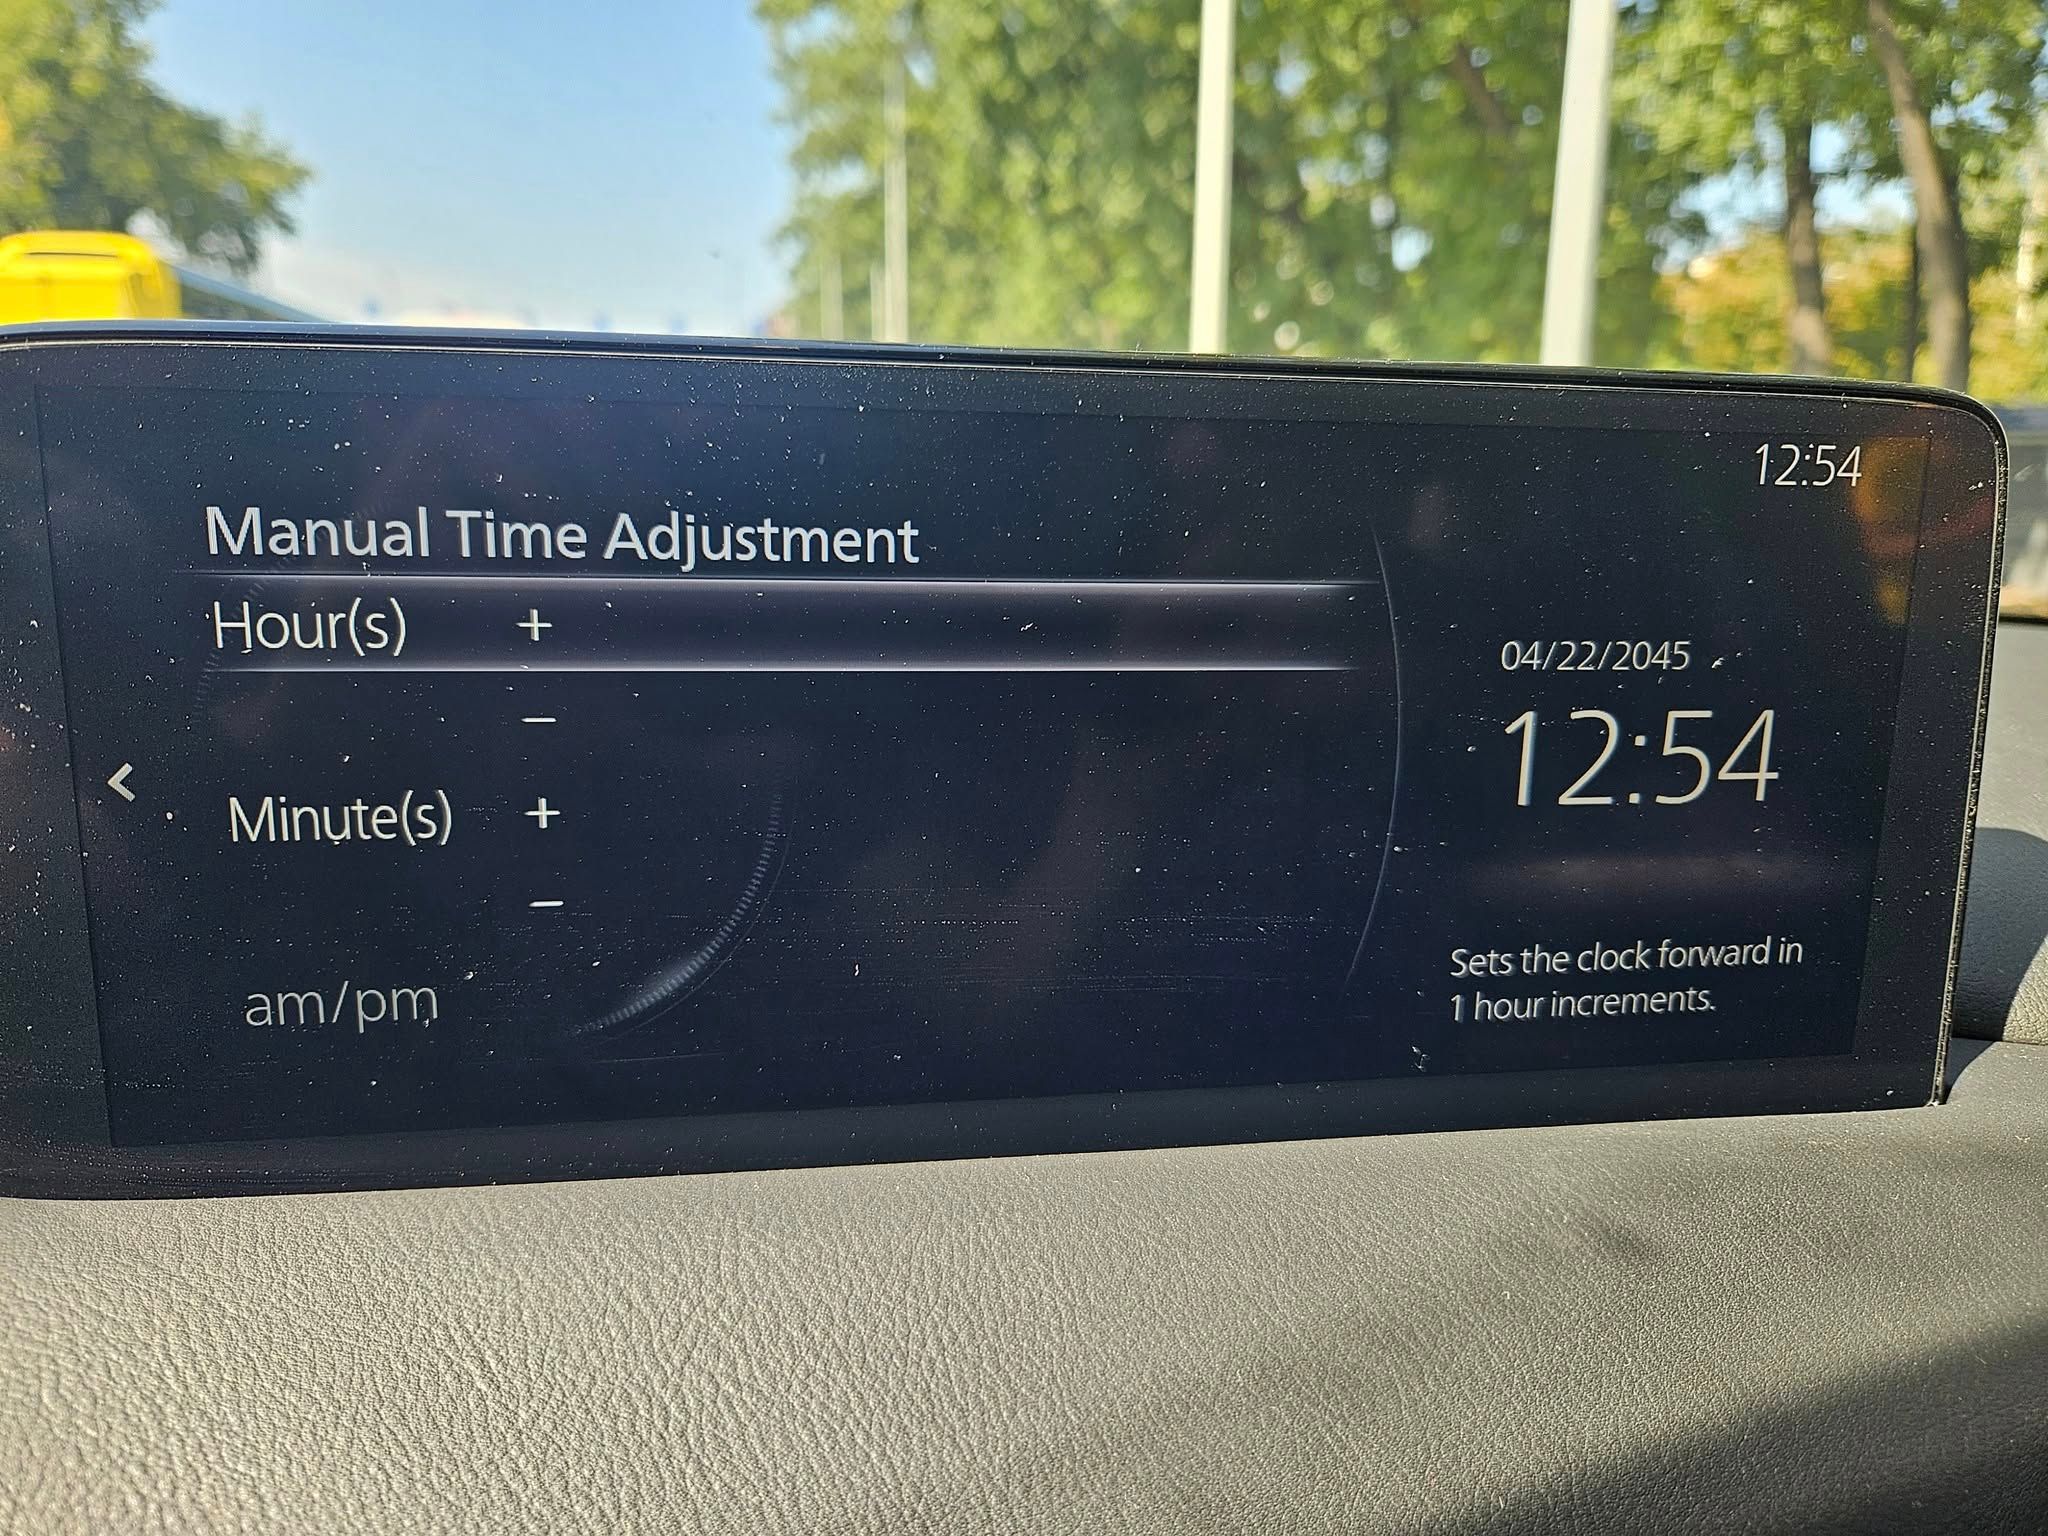 12:54
Manual Time Adjustment
Hour(s) +
−
Minute(s) +
−
am/pm
04/22/2045
12:54
Sets the clock forward in
1 hour increments.